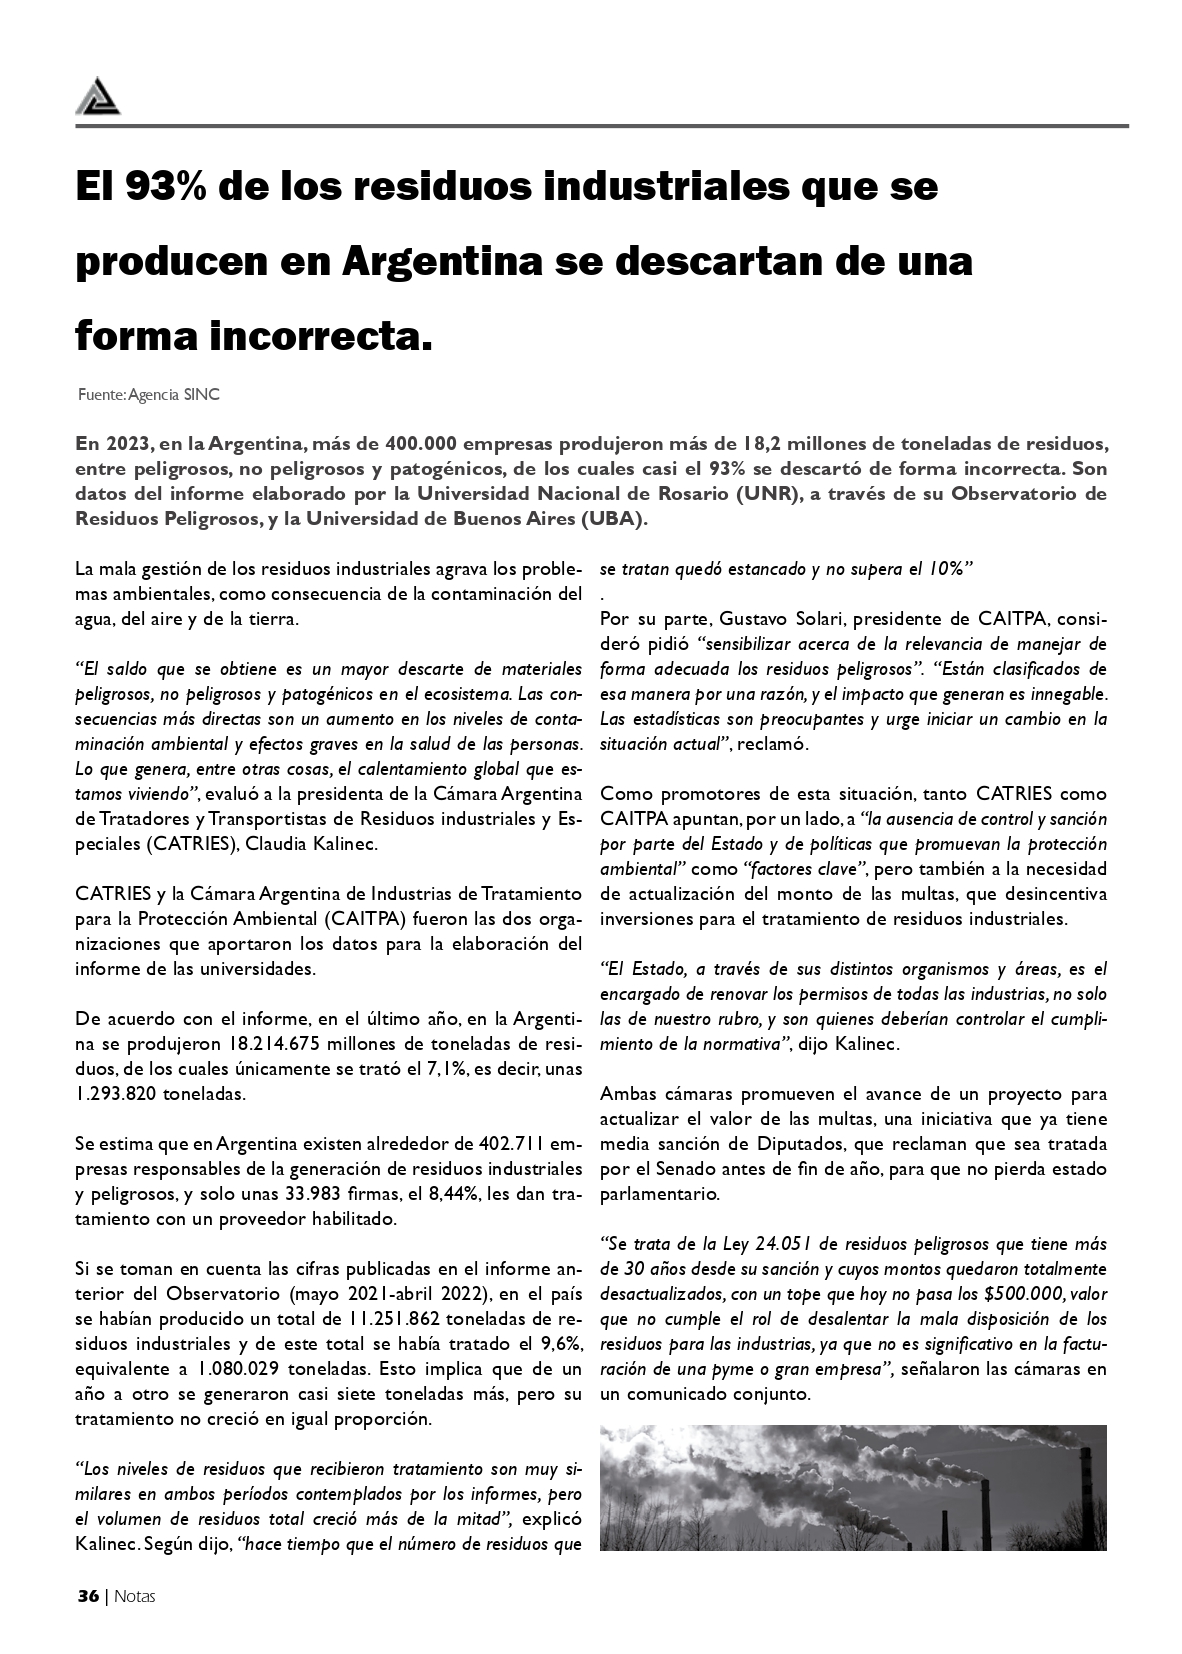 El 93% de los residuos industriales que se
producen en Argentina se descartan de una
forma incorrecta.
Fuente: Agencia SINC
En 2023, en la Argentina, más de 400.000 empresas produjeron más de 18,2 millones de toneladas de residuos,
entre peligrosos, no peligrosos y patogénicos, de los cuales casi el 93% se descartó de forma incorrecta. Son
datos del informe elaborado por la Universidad Nacional de Rosario (UNR), a través de su Observatorio de
Residuos Peligrosos, y la Universidad de Buenos Aires (UBA).
La mala gestión de los residuos industriales agrava los proble-
mas ambientales, como consecuencia de la contaminación del
agua, del aire y de la tierra.
“El saldo que se obtiene es un mayor descarte de materiales
peligrosos, no peligrosos y patogénicos en el ecosistema. Las con-
secuencias más directas son un aumento en los niveles de conta-
minación ambiental y efectos graves en la salud de las personas.
Lo que genera, entre otras cosas, el calentamiento global que es-
tamos viviendo”, evaluó a la presidenta de la Cámara Argentina
de Tratadores y Transportistas de Residuos industriales y Es-
peciales (CATRIES), Claudia Kalinec.
CATRIES y la Cámara Argentina de Industrias de Tratamiento
para la Protección Ambiental (CAITPA) fueron las dos orga-
nizaciones que aportaron los datos para la elaboración del
informe de las universidades.
De acuerdo con el informe, en el último año, en la Argenti-
na se produjeron 18.214.675 millones de toneladas de resi-
duos, de los cuales únicamente se trató el 7,1%, es decir, unas
1.293.820 toneladas.
Se estima que en Argentina existen alrededor de 402.711 em-
presas responsables de la generación de residuos industriales
y peligrosos, y solo unas 33.983 firmas, el 8,44%, les dan tra-
tamiento con un proveedor habilitado.
Si se toman en cuenta las cifras publicadas en el informe an-
terior del Observatorio (mayo 2021-abril 2022), en el país
se habían producido un total de 11.251.862 toneladas de re-
siduos industriales y de este total se había tratado el 9,6%,
equivalente a 1.080.029 toneladas. Esto implica que de un
año a otro se generaron casi siete toneladas más, pero su
tratamiento no creció en igual proporción.
“Los niveles de residuos que recibieron tratamiento son muy si-
milares en ambos períodos contemplados por los informes, pero
el volumen de residuos total creció más de la mitad”, explicó
Kalinec. Según dijo, “hace tiempo que el número de residuos que
se tratan quedó estancado y no supera el 10%”
.
Por su parte, Gustavo Solari, presidente de CAITPA, consi-
deró pidió “sensibilizar acerca de la relevancia de manejar de
forma adecuada los residuos peligrosos”. “Están clasificados de
esa manera por una razón, y el impacto que generan es innegable.
Las estadísticas son preocupantes y urge iniciar un cambio en la
situación actual”, reclamó.
Como promotores de esta situación, tanto CATRIES como
CAITPA apuntan, por un lado, a “la ausencia de control y sanción
por parte del Estado y de políticas que promuevan la protección
ambiental” como “factores clave”, pero también a la necesidad
de actualización del monto de las multas, que desincentiva
inversiones para el tratamiento de residuos industriales.
“El Estado, a través de sus distintos organismos y áreas, es el
encargado de renovar los permisos de todas las industrias, no solo
las de nuestro rubro, y son quienes deberían controlar el cumpli-
miento de la normativa”, dijo Kalinec.
Ambas cámaras promueven el avance de un proyecto para
actualizar el valor de las multas, una iniciativa que ya tiene
media sanción de Diputados, que reclaman que sea tratada
por el Senado antes de fin de año, para que no pierda estado
parlamentario.
“Se trata de la Ley 24.051 de residuos peligrosos que tiene más
de 30 años desde su sanción y cuyos montos quedaron totalmente
desactualizados, con un tope que hoy no pasa los $500.000, valor
que no cumple el rol de desalentar la mala disposición de los
residuos para las industrias, ya que no es significativo en la factu-
ración de una pyme o gran empresa”, señalaron las cámaras en
un comunicado conjunto.
36 | Notas